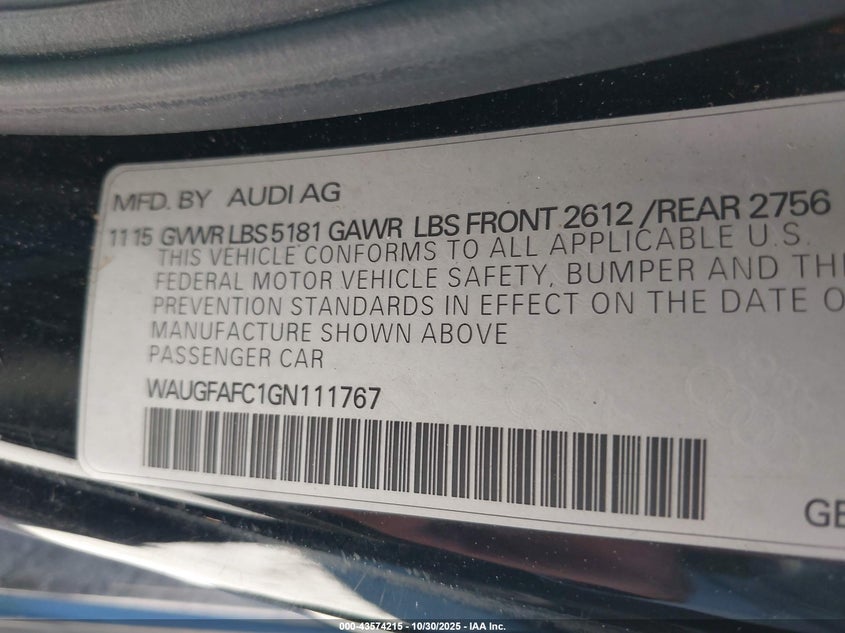 MFD. BY AUDI AG
11 15 GVWR LBS 5181 GAWR LBS FRONT 2612 /REAR 2756
THIS VEHICLE CONFORMS TO ALL APPLICABLE U.S.
FEDERAL MOTOR VEHICLE SAFETY, BUMPER AND
PREVENTION STANDARDS IN EFFECT ON THE DATE
MANUFACTURE SHOWN ABOVE
PASSENGER CAR
WAUGFAFC1GN111767
000-43574215 - 10/30/2025 - IAA Inc.